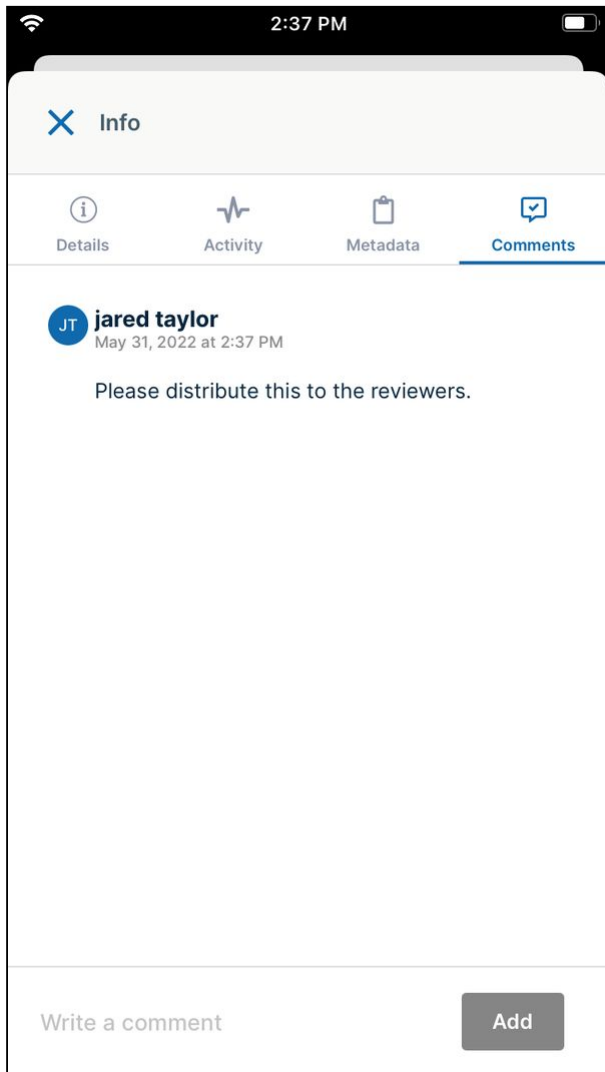 2:37 PM
Info
Details Activity Metadata Comments
JT
jared taylor
May 31, 2022 at 2:37 PM
Please distribute this to the reviewers.
Write a comment Add